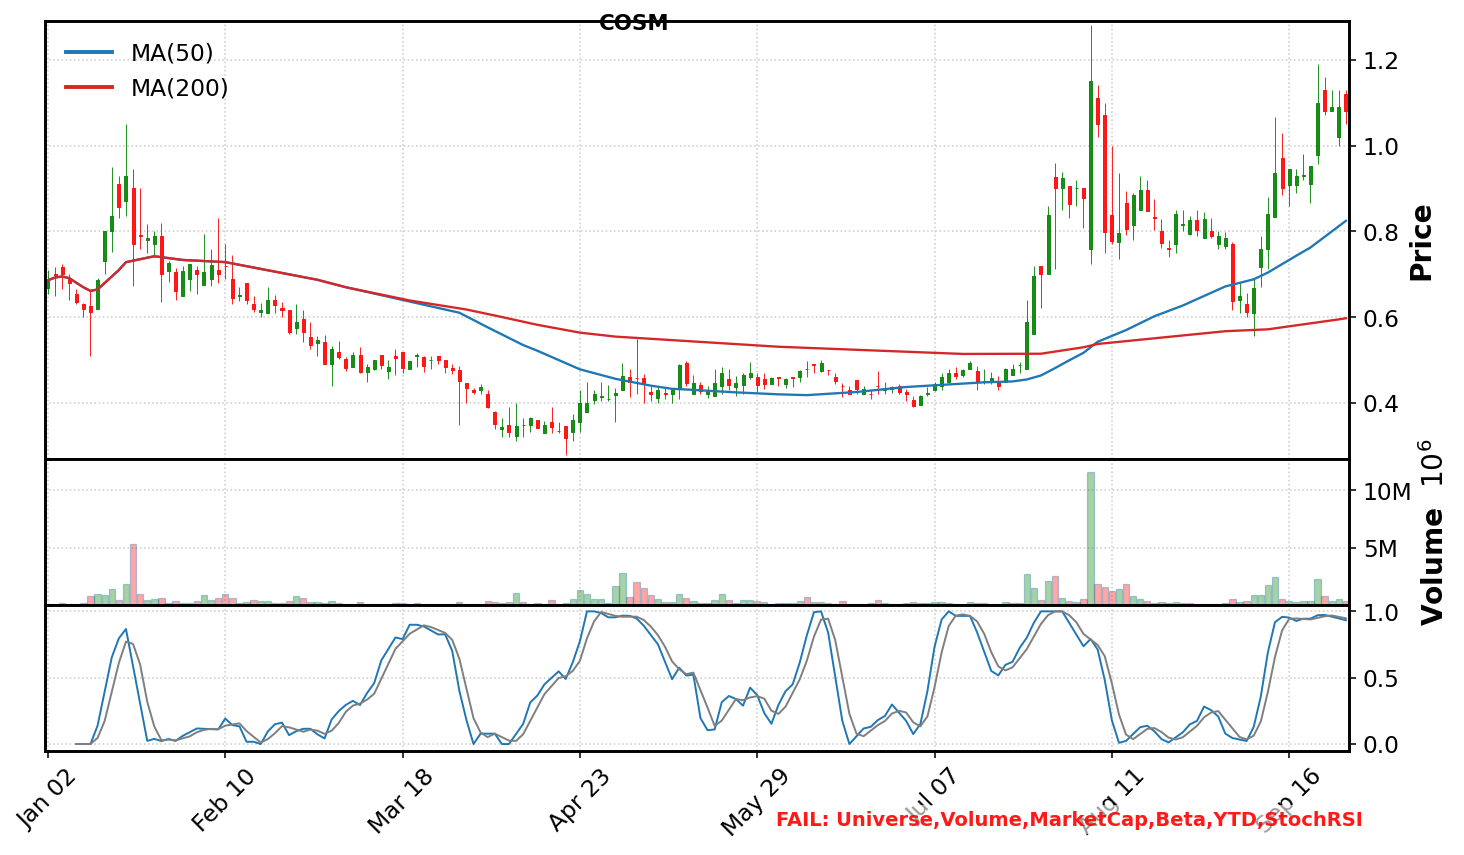 COSM
MA(50)
MA(200)
1.2
1.0
0.8
0.6
0.4
Price
10M
5M
Volume 10^6
1.0
0.5
0.0
Jan 02
Feb 10
Mar 18
Apr 23
May 29
Jul 07
Aug 11
Sep 16
FAIL: Universe,Volume,MarketCap,Beta,YTD,StochRSI